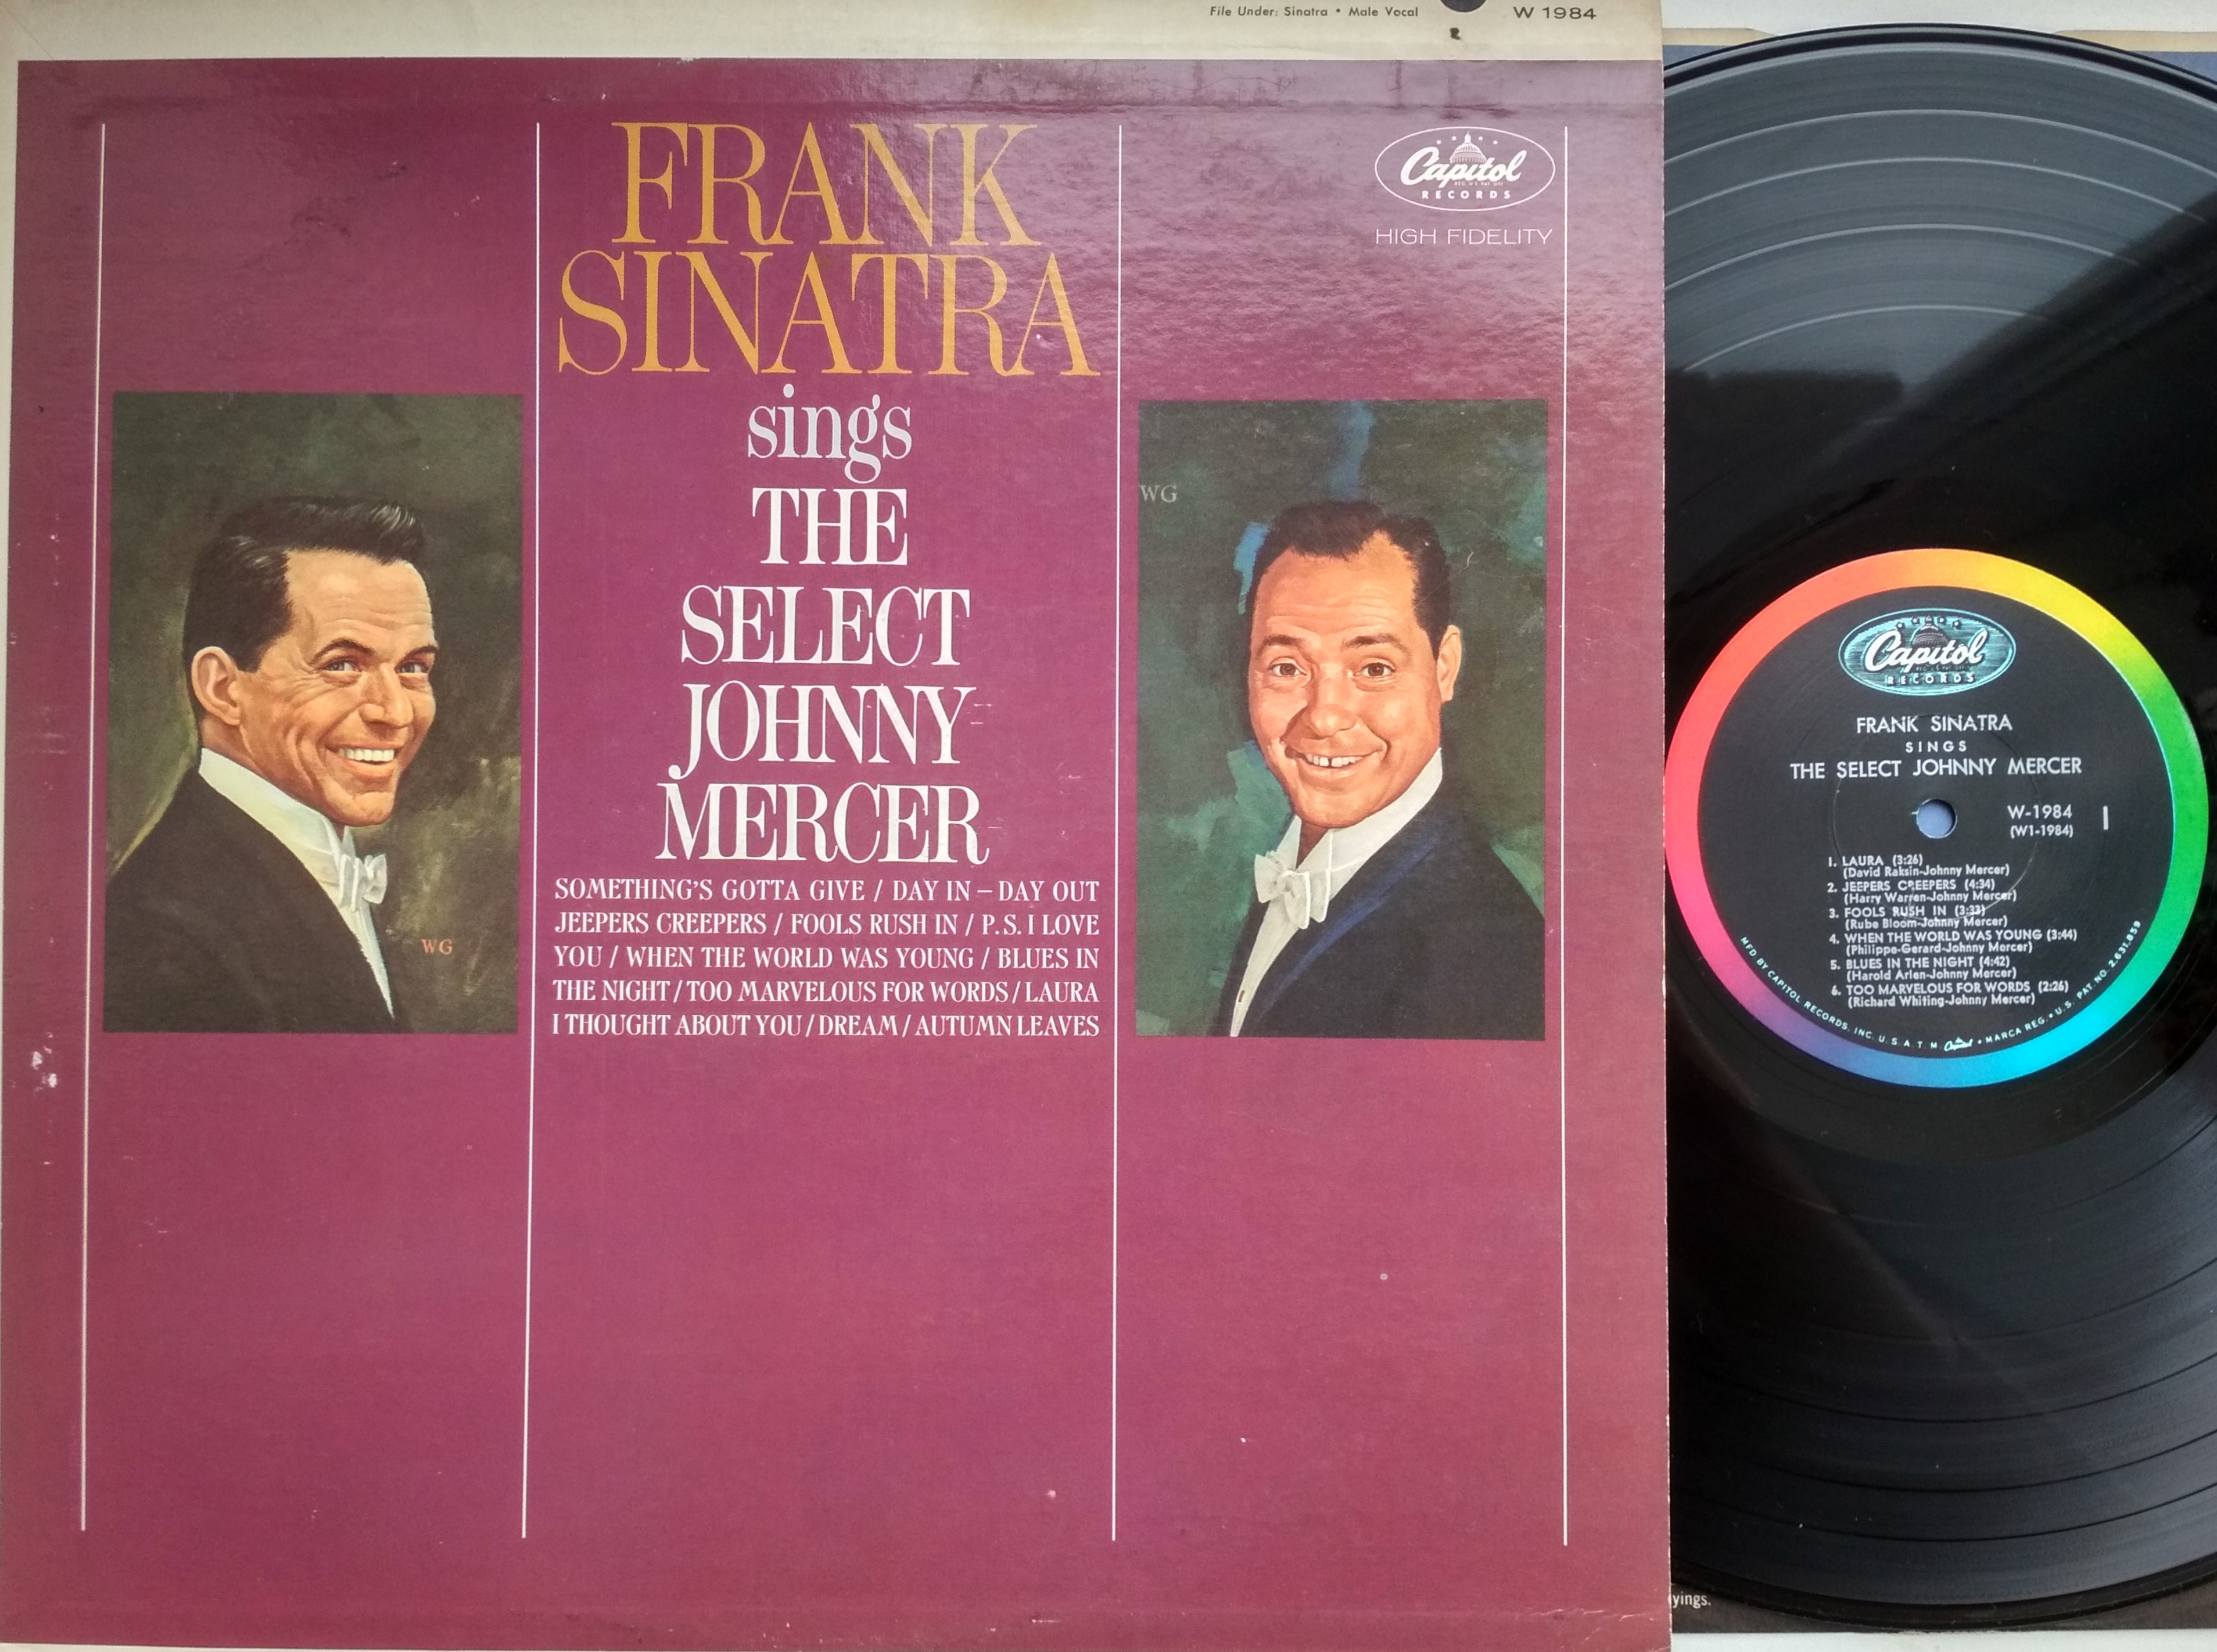 File Under: Sinatra • Male Vocal W 1984
FRANK
SINATRA
sings
THE
SELECT
JOHNNY
MERCER
SOMETHING'S GOTTA GIVE / DAY IN – DAY OUT
JEEPERS CREEPERS / FOOLS RUSH IN / P.S. I LOVE
YOU / WHEN THE WORLD WAS YOUNG / BLUES IN
THE NIGHT / TOO MARVELOUS FOR WORDS / LAURA
I THOUGHT ABOUT YOU / DREAM / AUTUMN LEAVES
Capitol
RECORDS
HIGH FIDELITY
WG
WG
Capitol
RECORDS
FRANK SINATRA
SINGS
THE SELECT JOHNNY MERCER
W-1984
(W1-1984)
1
1. LAURA (3:26)
(David Raksin-Johnny Mercer)
2. JEEPERS CREEPERS (4:34)
(Harry Warren-Johnny Mercer)
3. FOOLS RUSH IN (3:33)
(Rube Bloom-Johnny Mercer)
4. WHEN THE WORLD WAS YOUNG (3:44)
(Philippe-Gerard-Johnny Mercer)
5. BLUES IN THE NIGHT (4:42)
(Harold Arlen-Johnny Mercer)
6. TOO MARVELOUS FOR WORDS (2:26)
(Richard Whiting-Johnny Mercer)
MFD BY CAPITOL RECORDS, INC. U.S.A. T.M. Capitol • MARCA REG. • U.S. PAT. NO. 2,631,859
yings.